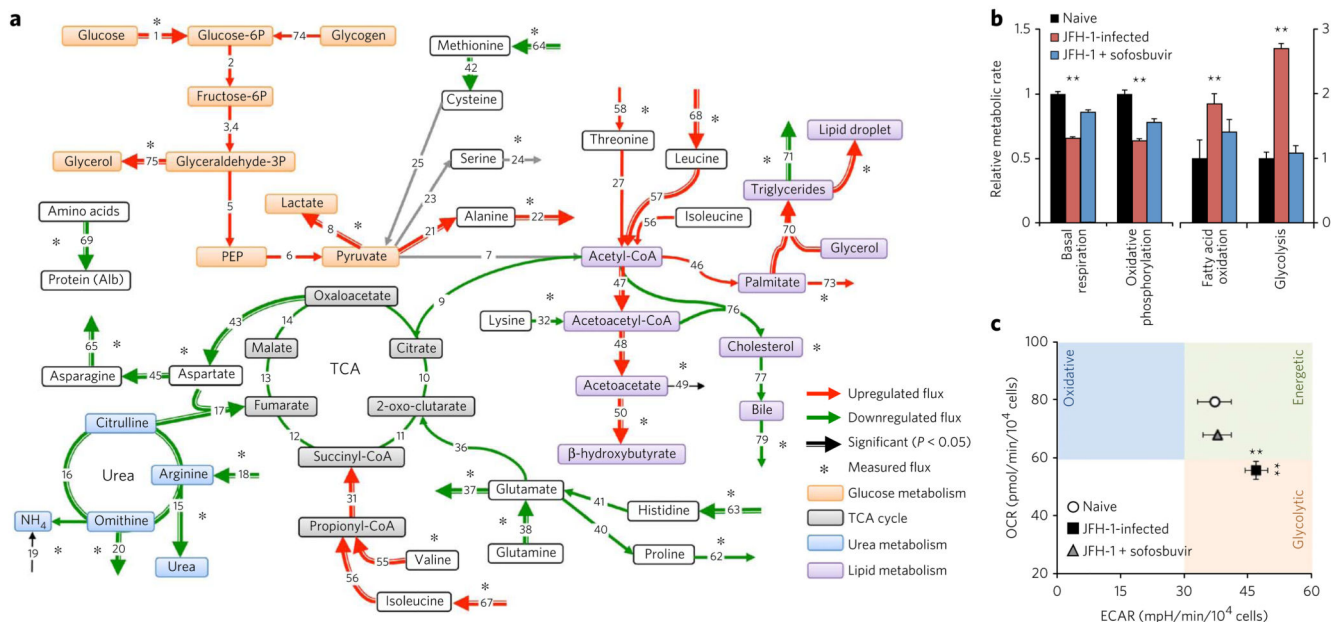 a
Glucose
*
1
Glucose-6P
74
Glycogen
2
Fructose-6P
3,4
Glycerol
*
75
Glyceraldehyde-3P
5
PEP
6
Pyruvate
7
Lactate
8
*
Alanine
21
22
*
Serine
23
24
*
Methionine
64
*
42
Cysteine
25
Amino acids
*
69
Protein (Alb)
58
*
Threonine
27
68
*
Leucine
57
56
Isoleucine
Acetyl-CoA
46
Palmitate
73
*
70
Glycerol
Triglycerides
*
71
Lipid droplet
*
47
Lysine
*
32
Acetoacetyl-CoA
76
Cholesterol
*
77
Bile
79
*
48
Acetoacetate
49
*
50
*
β-hydroxybutyrate
9
Oxaloacetate
14
Malate
13
Fumarate
12
Succinyl-CoA
11
2-oxo-clutarate
10
Citrate
TCA
43
Aspartate
*
45
Asparagine
65
*
17
Citrulline
16
Urea
Arginine
18
*
15
*
Urea
Omithine
20
*
NH4
19
*
31
Propionyl-CoA
55
Valine
*
56
Isoleucine
67
*
36
Glutamate
37
*
38
*
Glutamine
41
Histidine
63
*
40
Proline
62
*
Upregulated flux
Downregulated flux
Significant (P < 0.05)
* Measured flux
Glucose metabolism
TCA cycle
Urea metabolism
Lipid metabolism
b
Naive
JFH-1-infected
JFH-1 + sofosbuvir
Relative metabolic rate
1.5
1
0.5
0
3
2
1
0
**
**
**
**
Basal
respiration
Oxidative
phosphorylation
Fatty acid
oxidation
Glycolysis
c
OCR (pmol/min/10⁴ cells)
100
80
60
40
20
Oxidative
Energetic
Glycolytic
**
**
Naive
JFH-1-infected
JFH-1 + sofosbuvir
0
15
30
45
60
ECAR (mpH/min/10⁴ cells)